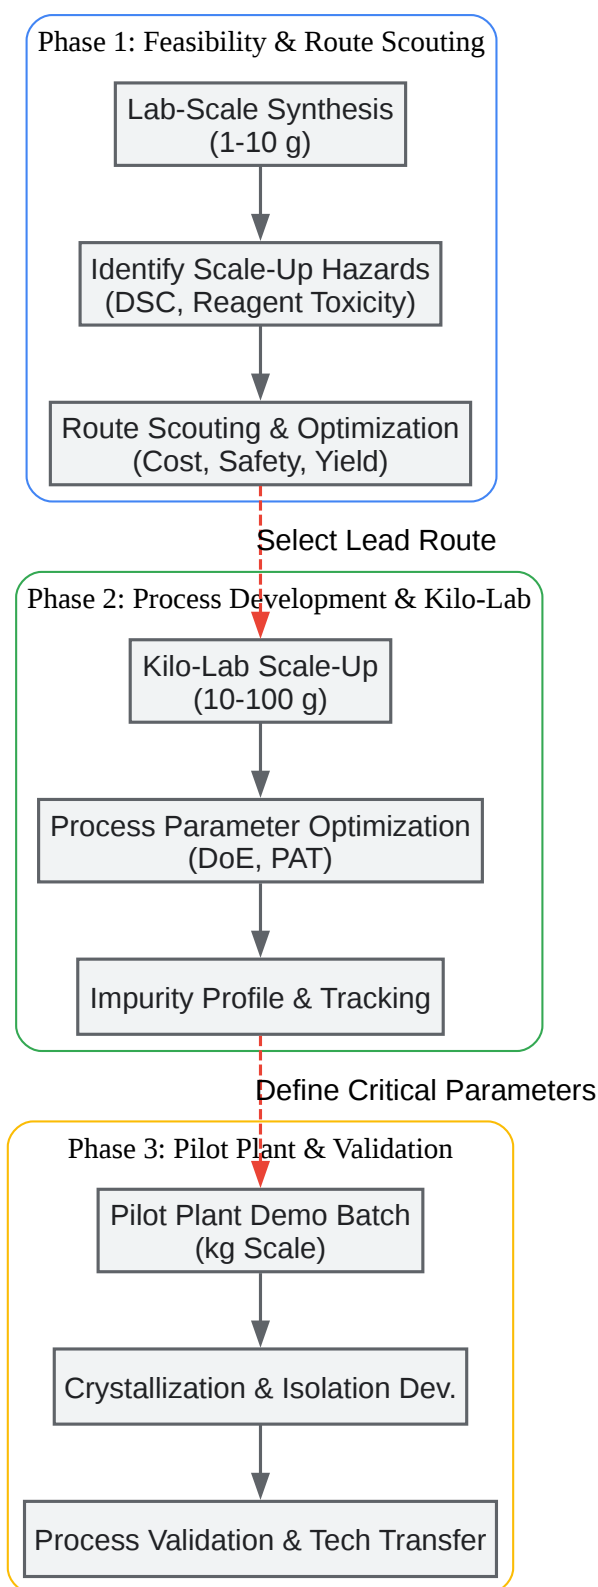 Phase 1: Feasibility & Route Scouting
Lab-Scale Synthesis
(1-10 g)
Identify Scale-Up Hazards
(DSC, Reagent Toxicity)
Route Scouting & Optimization
(Cost, Safety, Yield)
Select Lead Route
Phase 2: Process Development & Kilo-Lab
Kilo-Lab Scale-Up
(10-100 g)
Process Parameter Optimization
(DoE, PAT)
Impurity Profile & Tracking
Define Critical Parameters
Phase 3: Pilot Plant & Validation
Pilot Plant Demo Batch
(kg Scale)
Crystallization & Isolation Dev.
Process Validation & Tech Transfer